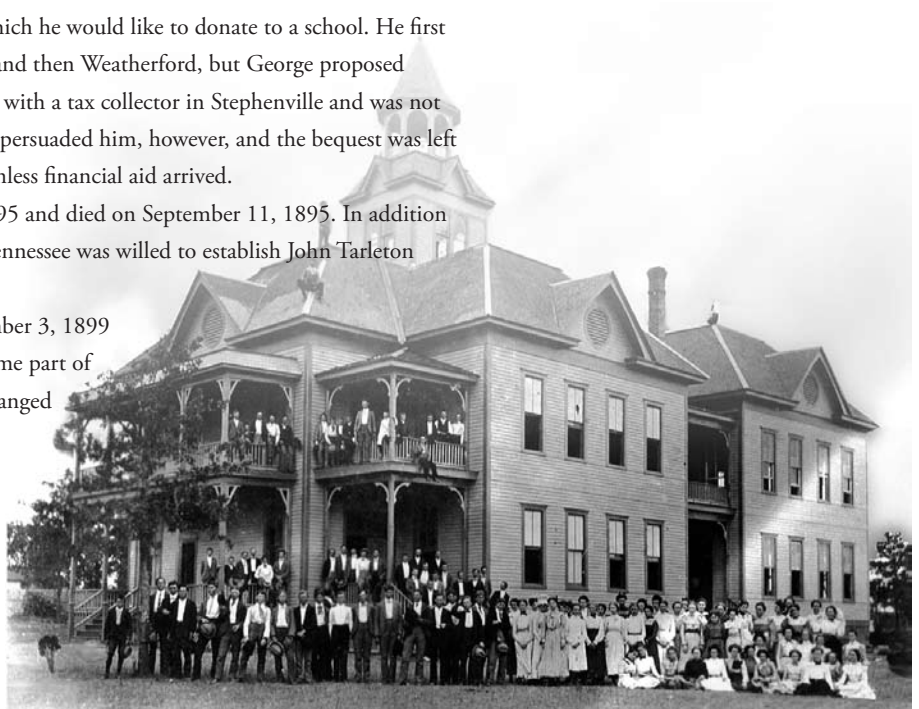 hich he would like to donate to a school. He first
and then Weatherford, but George proposed
with a tax collector in Stephenville and was not
persuaded him, however, and the bequest was left
nless financial aid arrived.
95 and died on September 11, 1895. In addition
ennessee was willed to establish John Tarleton
ber 3, 1899
me part of
anged